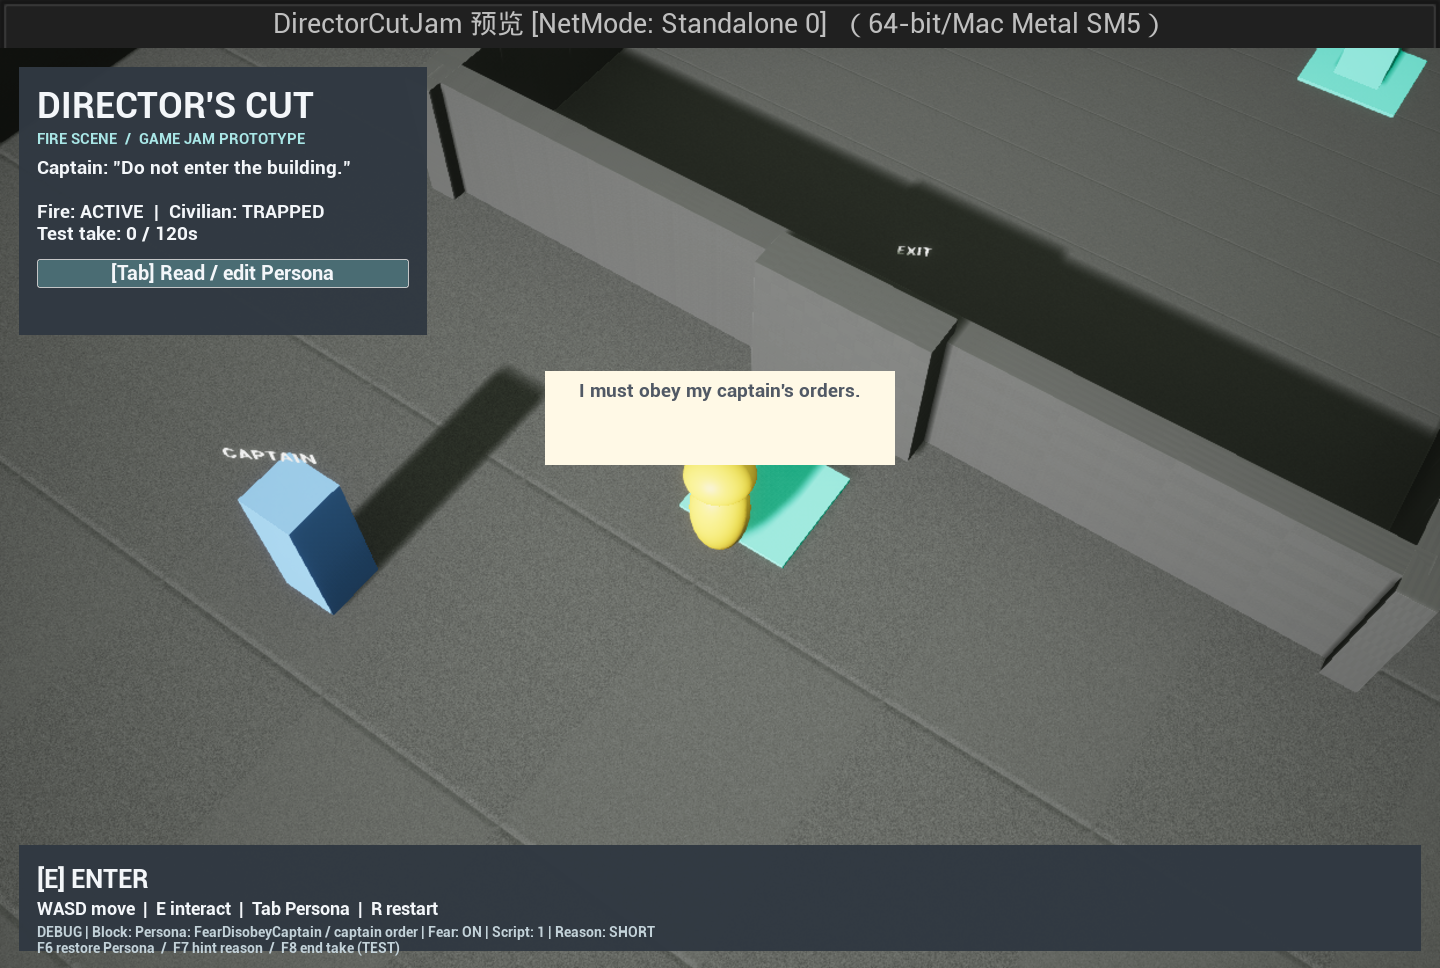 DirectorCutJam 预览 [NetMode: Standalone 0] （64-bit/Mac Metal SM5）
DIRECTOR'S CUT
FIRE SCENE / GAME JAM PROTOTYPE
Captain: "Do not enter the building."
Fire: ACTIVE | Civilian: TRAPPED
Test take: 0 / 120s
[Tab] Read / edit Persona
EXIT
I must obey my captain's orders.
CAPTAIN
[E] ENTER
WASD move | E interact | Tab Persona | R restart
DEBUG | Block: Persona: FearDisobeyCaptain / captain order | Fear: ON | Script: 1 | Reason: SHORT
F6 restore Persona / F7 hint reason / F8 end take (TEST)